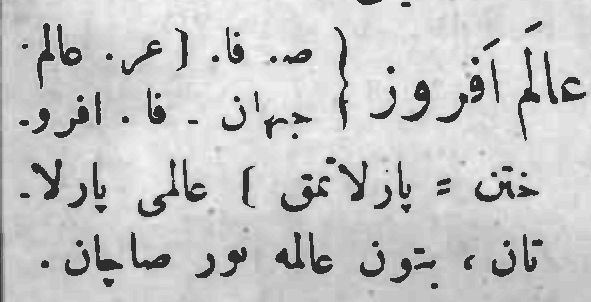 عالَم اَفروز { ص. فا. [ عر. عالم.
جهان ـ فا. افرو-
ختن = پارلاتمق ] عالمى پارلا-
تان، بتون عالمه نور صاچان.